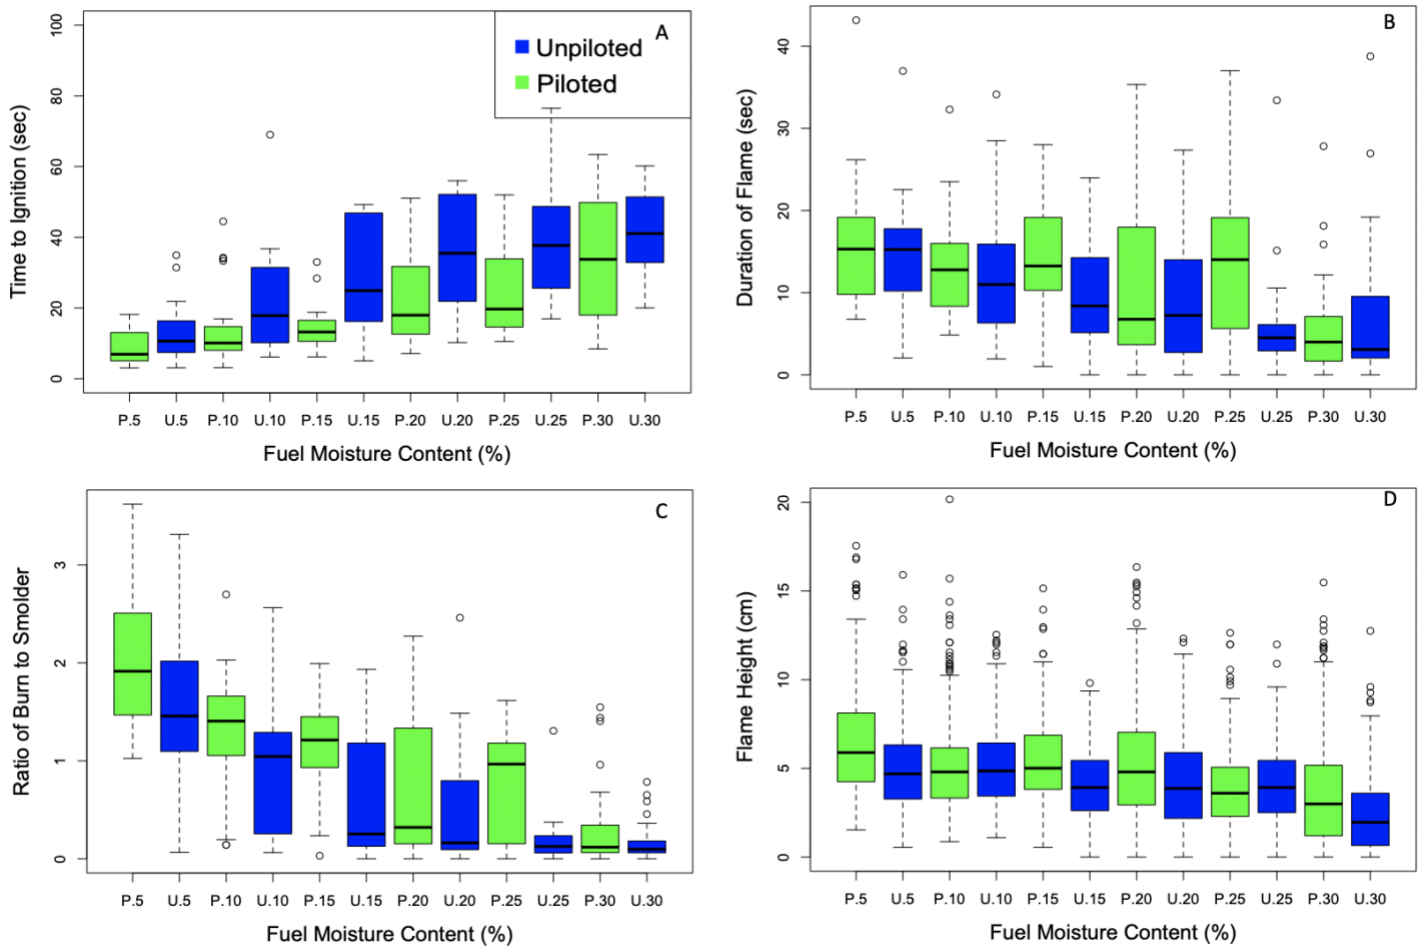 A
Unpiloted
Piloted
Time to Ignition (sec)
100
80
60
40
20
0
P.5 U.5 P.10 U.10 P.15 U.15 P.20 U.20 P.25 U.25 P.30 U.30
Fuel Moisture Content (%)
B
Duration of Flame (sec)
40
30
20
10
0
P.5 U.5 P.10 U.10 P.15 U.15 P.20 U.20 P.25 U.25 P.30 U.30
Fuel Moisture Content (%)
C
Ratio of Burn to Smolder
3
2
1
0
P.5 U.5 P.10 U.10 P.15 U.15 P.20 U.20 P.25 U.25 P.30 U.30
Fuel Moisture Content (%)
D
Flame Height (cm)
20
15
10
5
0
P.5 U.5 P.10 U.10 P.15 U.15 P.20 U.20 P.25 U.25 P.30 U.30
Fuel Moisture Content (%)